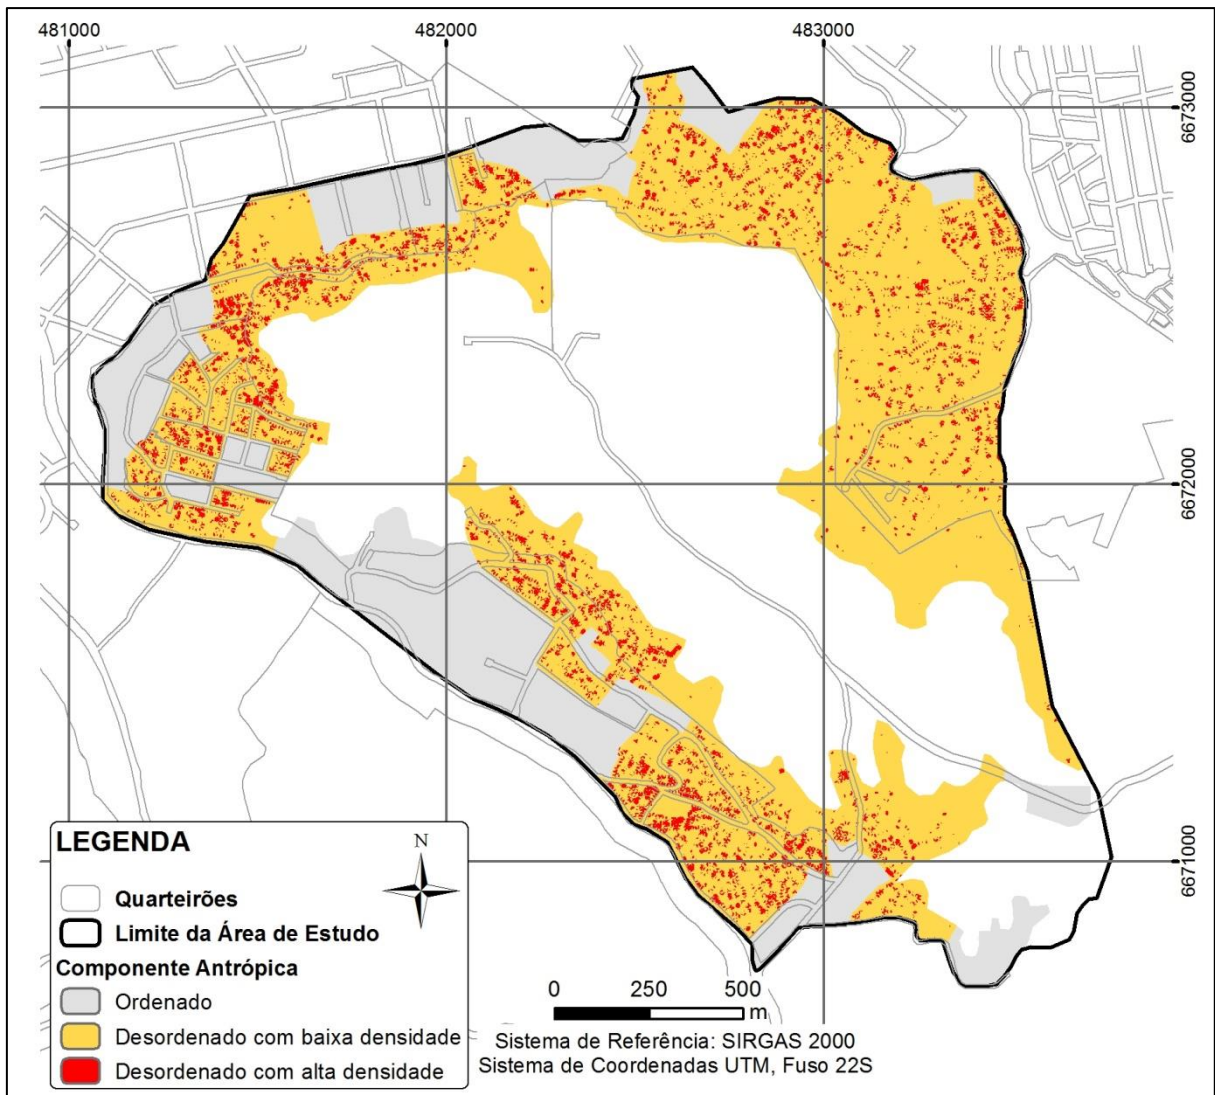 481000
482000
483000
6673000
6672000
6671000
LEGENDA
N
Quarteirões
Limite da Área de Estudo
Componente Antrópica
Ordenado
Desordenado com baixa densidade
Desordenado com alta densidade
0 250 500
m
Sistema de Referência: SIRGAS 2000
Sistema de Coordenadas UTM, Fuso 22S